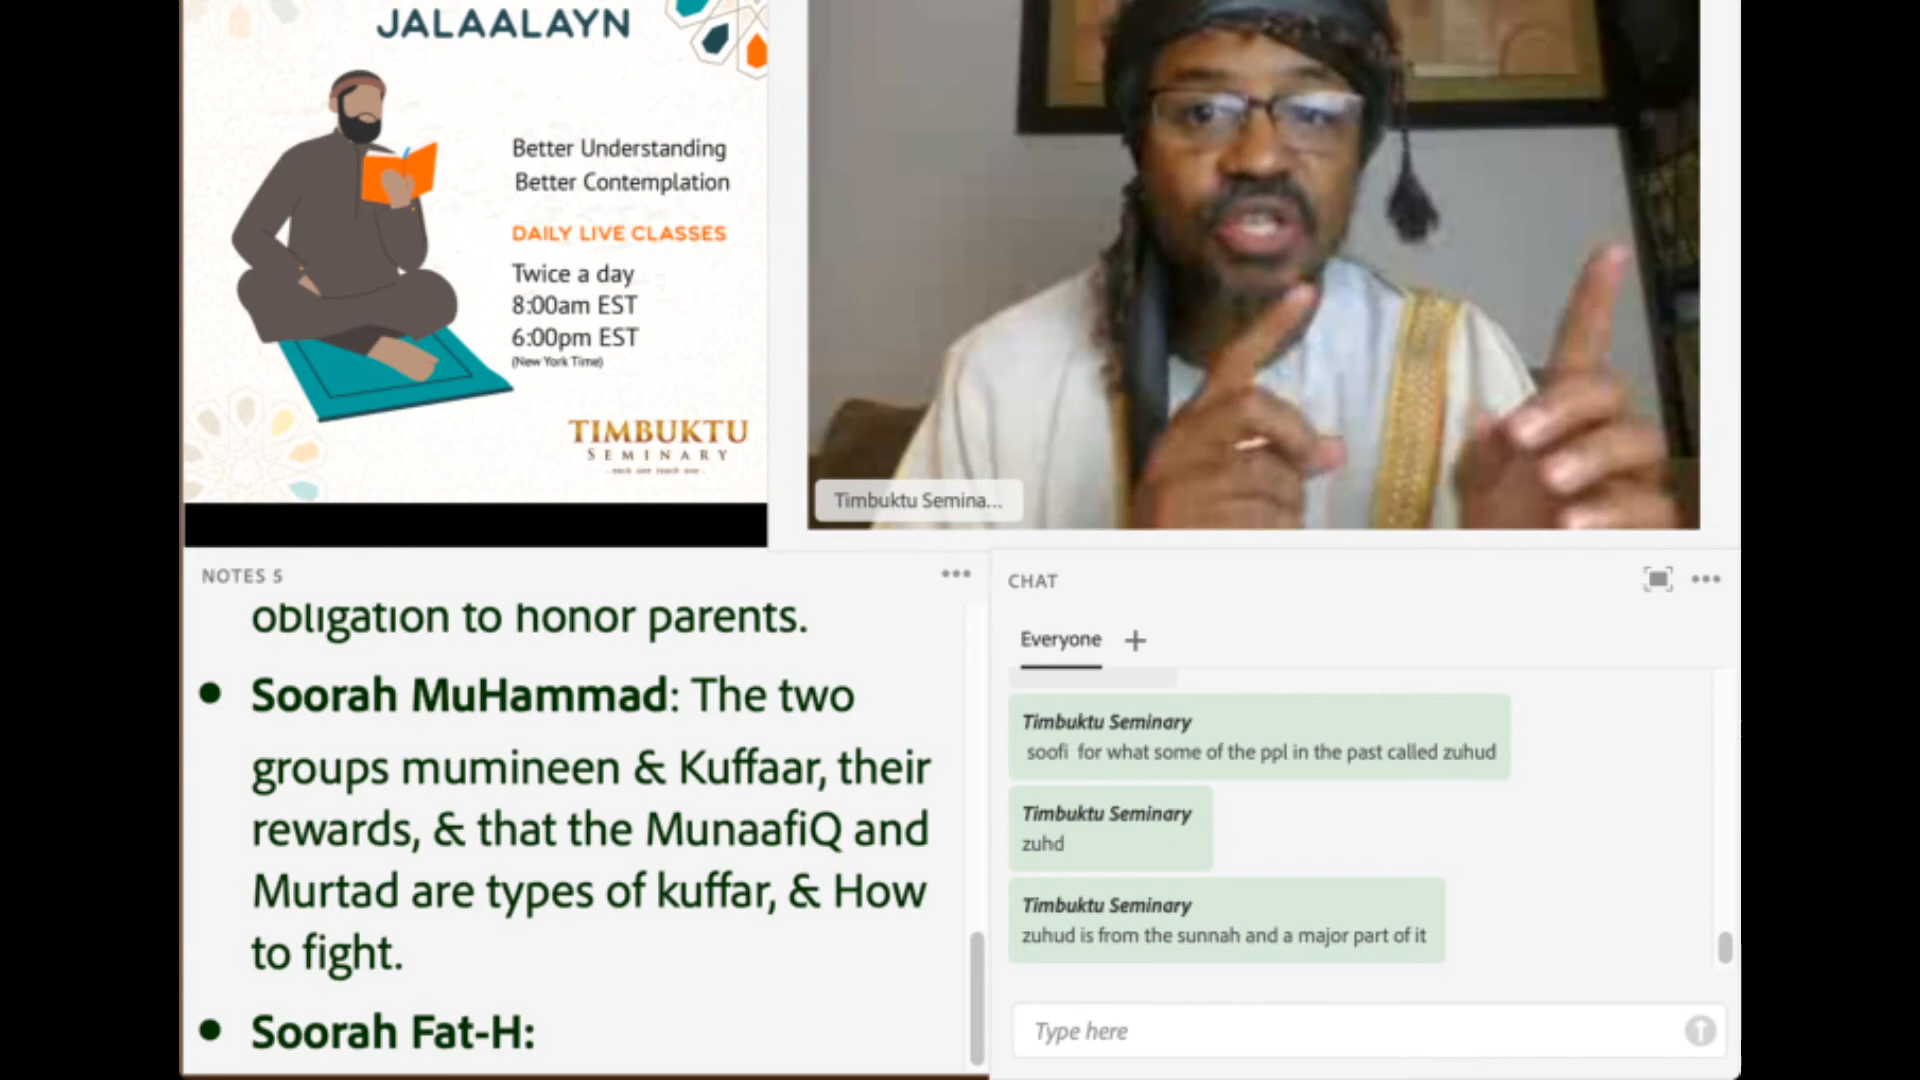 JALAALAYN
Better Understanding
Better Contemplation
DAILY LIVE CLASSES
Twice a day
8:00am EST
6:00pm EST
(New York Time)
TIMBUKTU
SEMINARY
each one teach one
Timbuktu Semina...
NOTES 5
obligation to honor parents.
• Soorah MuHammad: The two
groups mumineen & Kuffaar, their
rewards, & that the MunaafiQ and
Murtad are types of kuffar, & How
to fight.
• Soorah Fat-H:
CHAT
Everyone
Timbuktu Seminary
soofi for what some of the ppl in the past called zuhud
Timbuktu Seminary
zuhd
Timbuktu Seminary
zuhud is from the sunnah and a major part of it
Type here